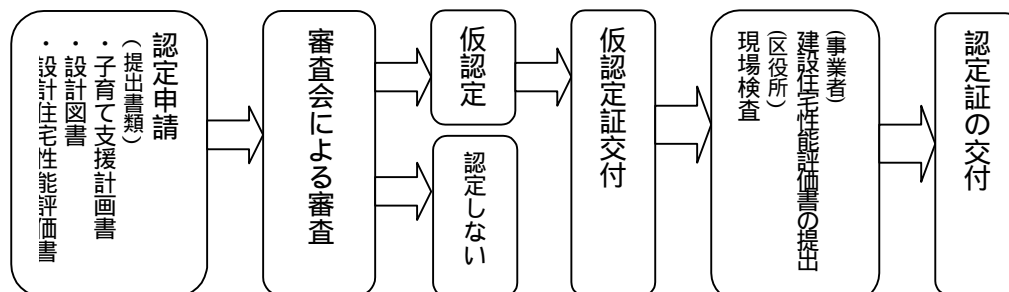 認定申請
(提出書類)
・子育て支援計画書
・設計図書
・設計住宅性能評価書
審査会による審査
仮認定
認定しない
仮認定証交付
(事業者)
建設住宅性能評価書の提出
(区役所)
現場検査
認定証の交付